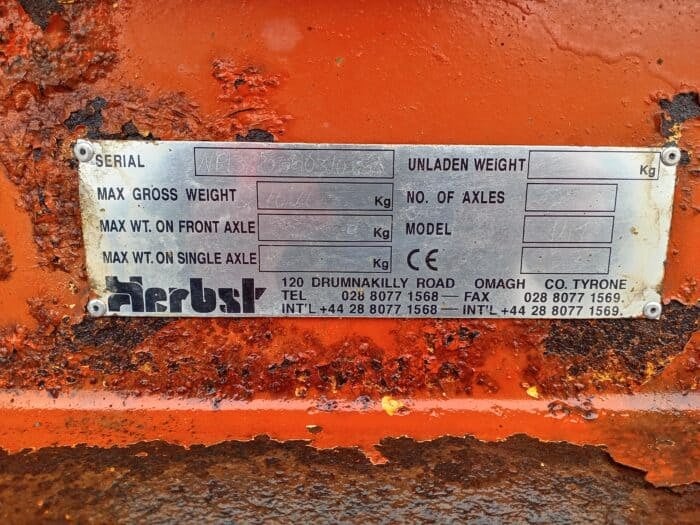 SERIAL UNLADEN WEIGHT Kg
MAX GROSS WEIGHT Kg NO. OF AXLES
MAX WT. ON FRONT AXLE MODEL
MAX WT. ON SINGLE AXLE Kg CE
Herbst
120 DRUMNAKILLY ROAD OMAGH CO. TYRONE
TEL 028 8077 1568 — FAX 028 8077 1569.
INT'L +44 28 8077 1568 — INT'L +44 28 8077 1569.